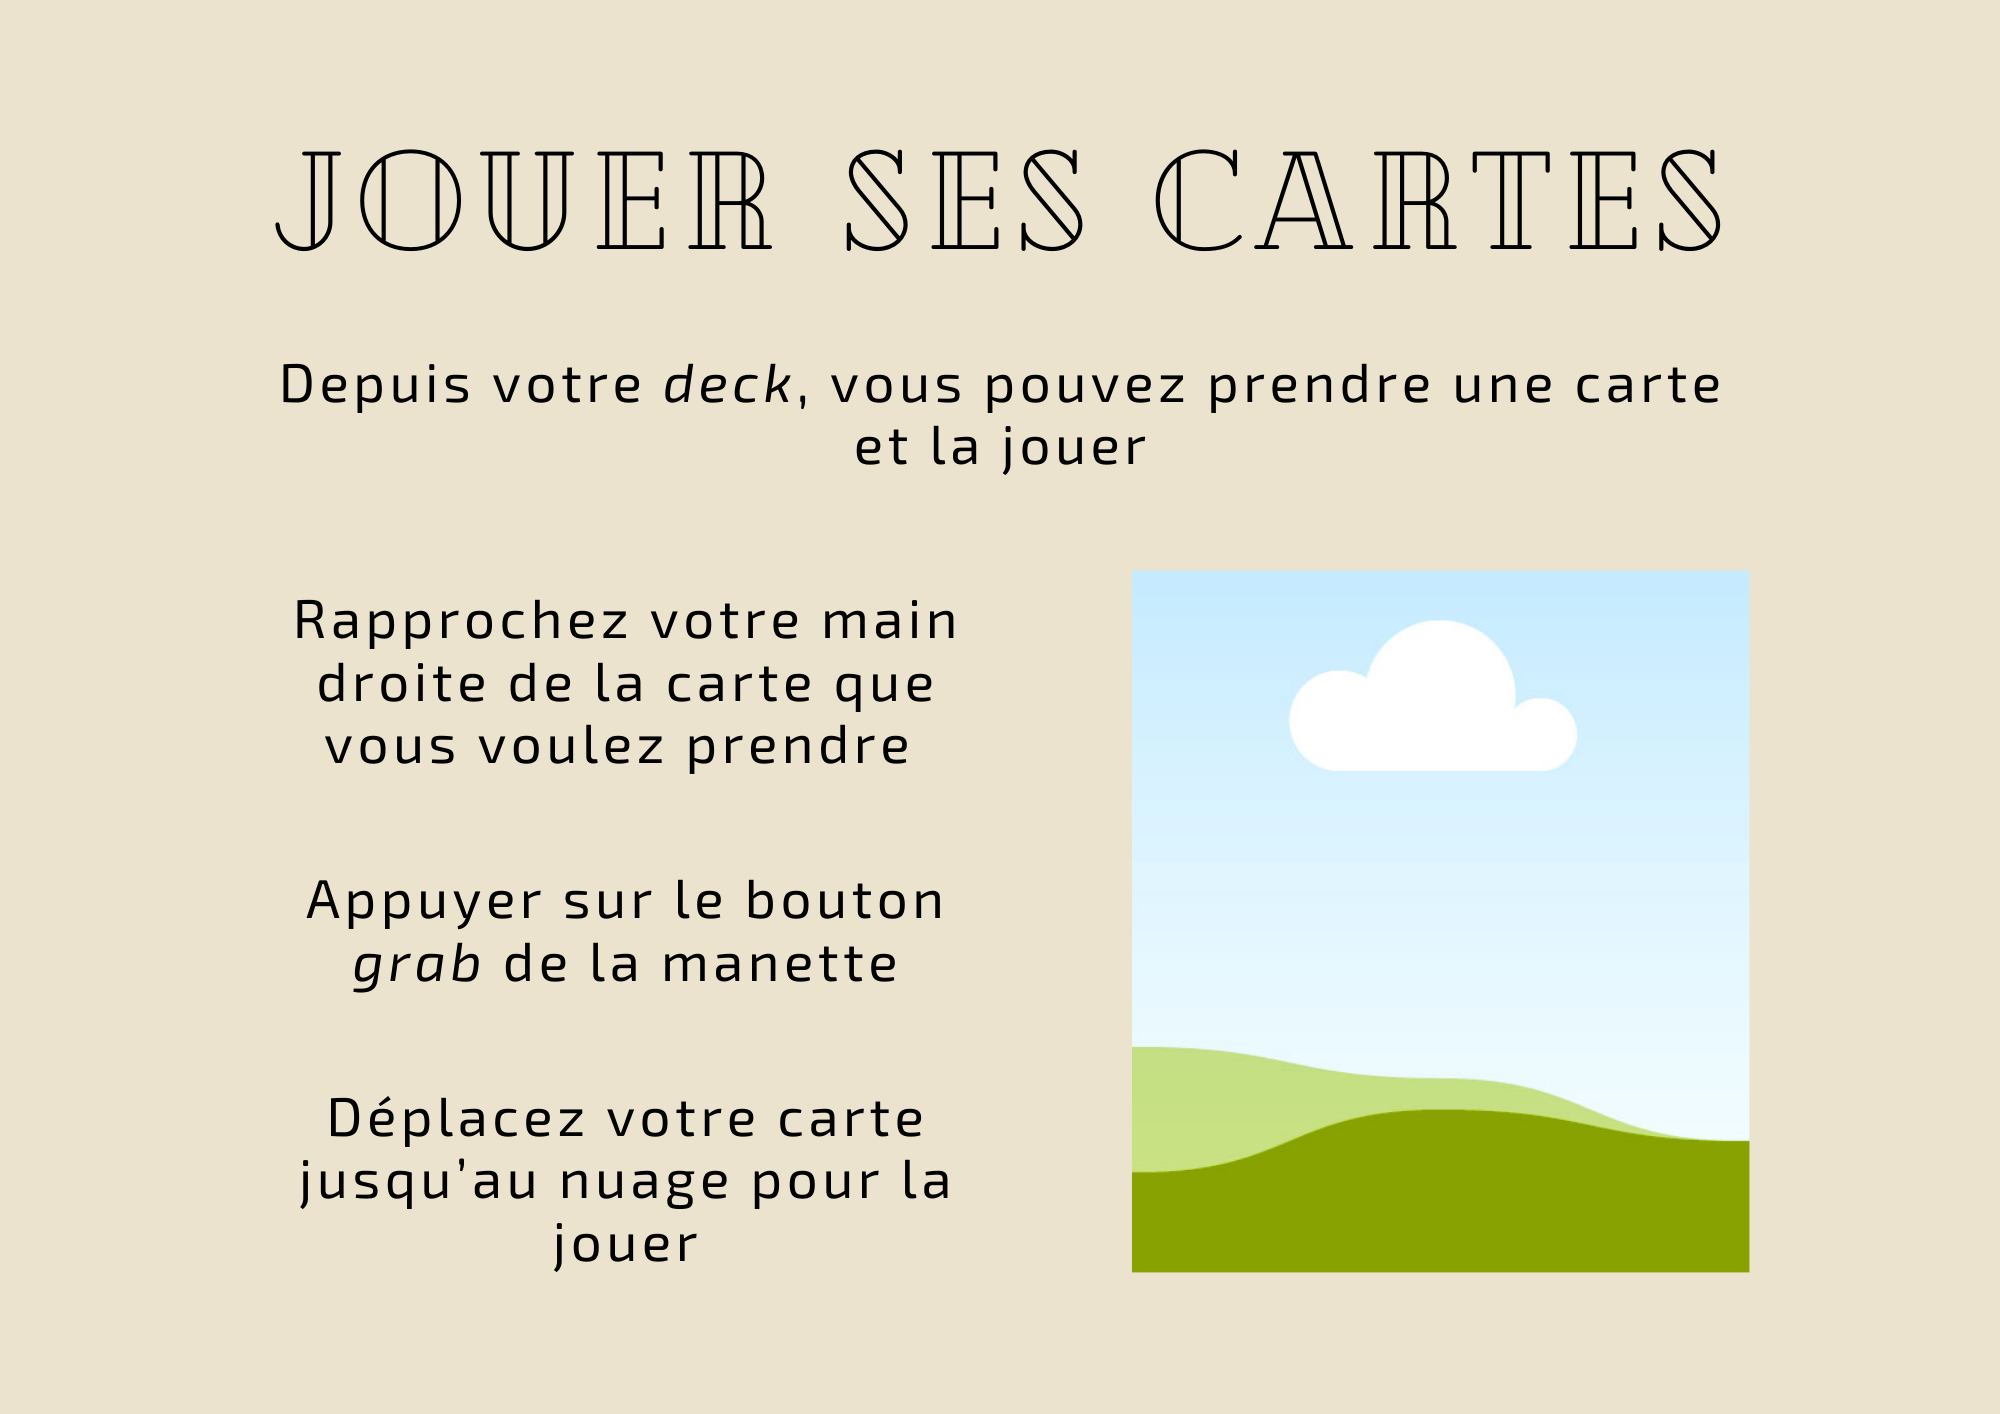 JOUER SES CARTES
Depuis votre deck, vous pouvez prendre une carte
et la jouer
Rapprochez votre main
droite de la carte que
vous voulez prendre
Appuyer sur le bouton
grab de la manette
Déplacez votre carte
jusqu’au nuage pour la
jouer